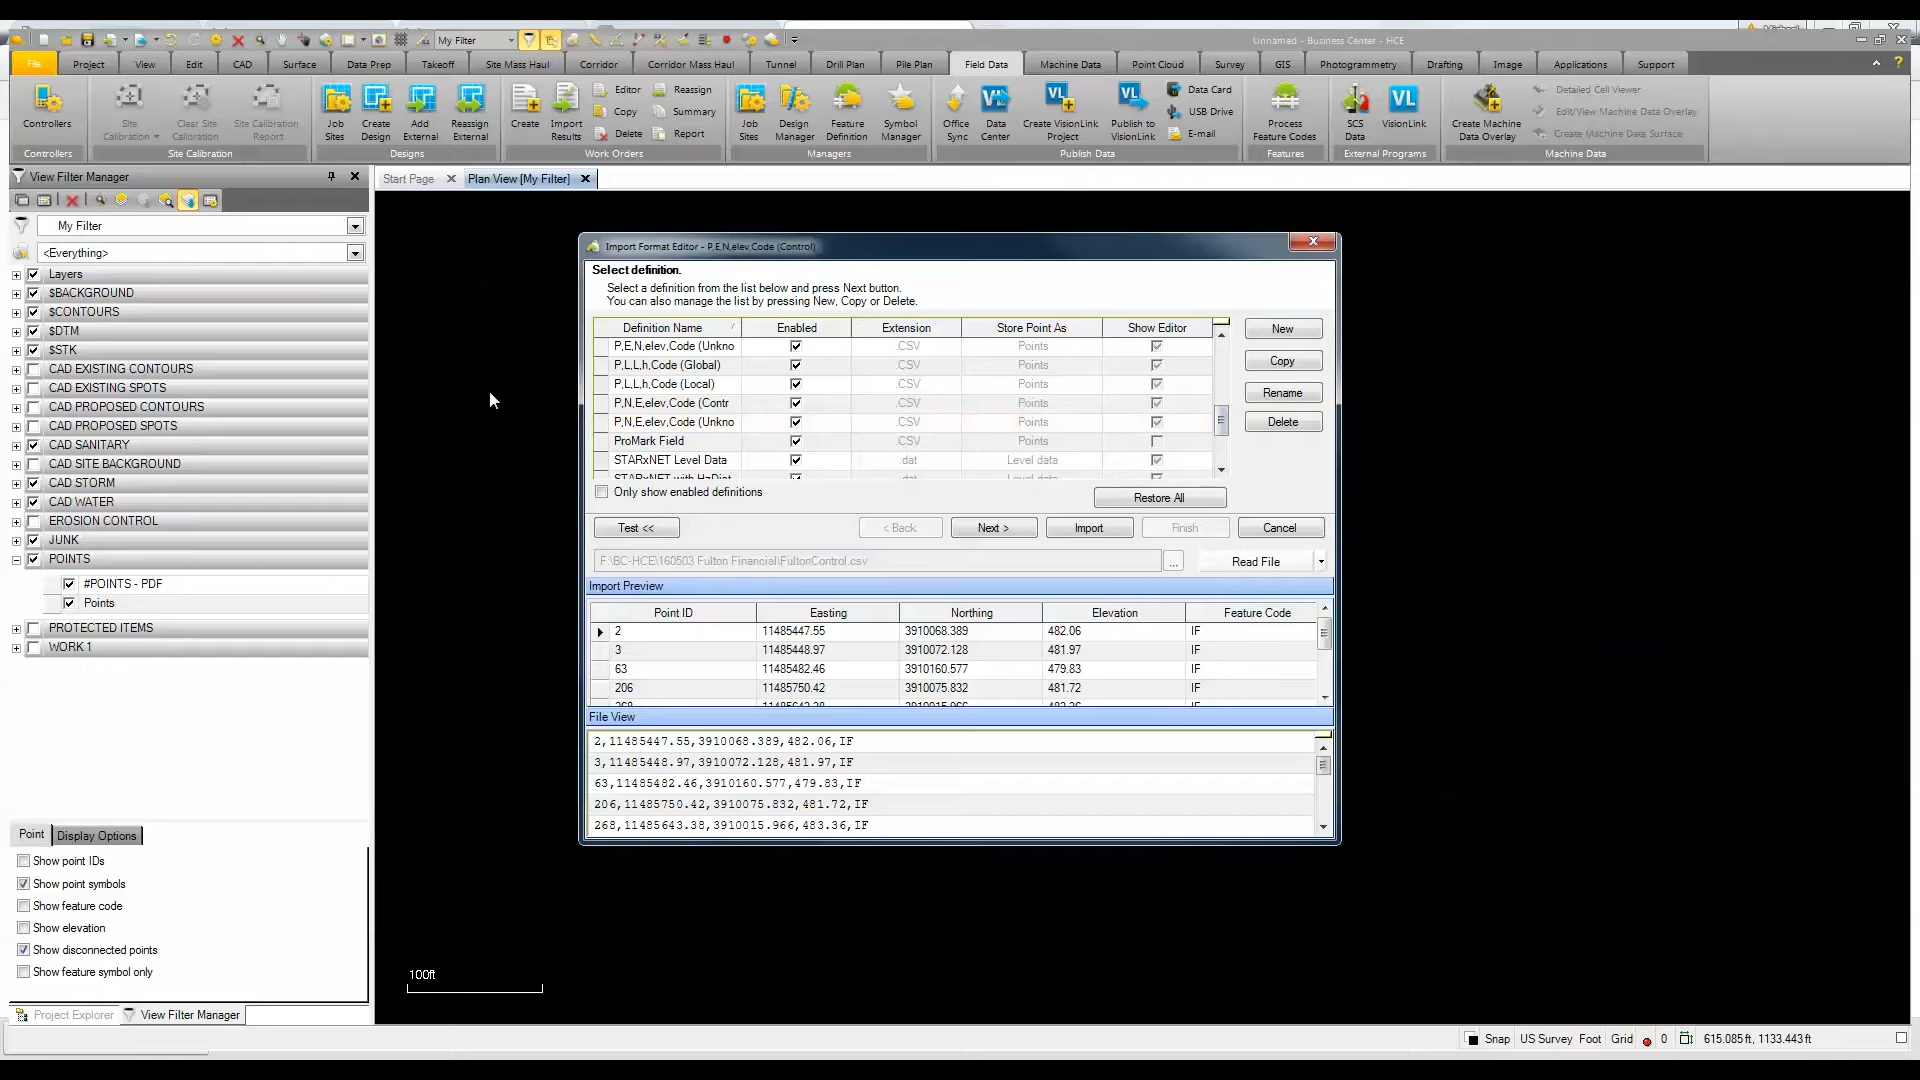 My Filter
Unnamed - Business Center - HCE
File Project View Edit CAD Surface Data Prep Takeoff Site Mass Haul Corridor Corridor Mass Haul Tunnel Drill Plan Pile Plan Field Data Machine Data Point Cloud Survey GIS Photogrammetry Drafting Image Applications Support
Controllers
Site Calibration
Clear Site Calibration
Site Calibration Report
Job Sites
Create Design
Add External
Reassign External
Create
Import Results
Editor
Copy
Delete
Reassign
Summary
Report
Job Sites
Design Manager
Feature Definition
Symbol Manager
Office Sync
Data Center
Create VisionLink Project
Publish to VisionLink
Data Card
USB Drive
E-mail
Process Feature Codes
SCS Data
VisionLink
Create Machine Data Overlay
Detailed Cell Viewer
Edit/View Machine Data Overlay
Create Machine Data Surface
Controllers Site Calibration Designs Work Orders Managers Publish Data Features External Programs Machine Data
View Filter Manager
Start Page
Plan View [My Filter]
My Filter
<Everything>
Layers
$BACKGROUND
$CONTOURS
$DTM
$STK
CAD EXISTING CONTOURS
CAD EXISTING SPOTS
CAD PROPOSED CONTOURS
CAD PROPOSED SPOTS
CAD SANITARY
CAD SITE BACKGROUND
CAD STORM
CAD WATER
EROSION CONTROL
JUNK
POINTS
#POINTS - PDF
Points
PROTECTED ITEMS
WORK 1
Point Display Options
Show point IDs
Show point symbols
Show feature code
Show elevation
Show disconnected points
Show feature symbol only
Project Explorer View Filter Manager
Import Format Editor - P,E,N,elev,Code (Control)
Select definition.
Select a definition from the list below and press Next button.
You can also manage the list by pressing New, Copy or Delete.
Definition Name Enabled Extension Store Point As Show Editor
P,E,N,elev,Code (Unkno .CSV Points
P,L,L,h,Code (Global) .CSV Points
P,L,L,h,Code (Local) .CSV Points
P,N,E,elev,Code (Contr .CSV Points
P,N,E,elev,Code (Unkno .CSV Points
ProMark Field .CSV Points
STARxNET Level Data .dat Level data
STARxNET with HzDist .dat Level data
New
Copy
Rename
Delete
Only show enabled definitions
Restore All
Test << < Back Next > Import Finish Cancel
F:\BC-HCE\160503 Fulton Financial\FultonControl.csv ... Read File
Import Preview
Point ID Easting Northing Elevation Feature Code
2 11485447.55 3910068.389 482.06 IF
3 11485448.97 3910072.128 481.97 IF
63 11485482.46 3910160.577 479.83 IF
206 11485750.42 3910075.832 481.72 IF
268 11485643.38 3910015.966 483.36 IF
File View
2,11485447.55,3910068.389,482.06,IF
3,11485448.97,3910072.128,481.97,IF
63,11485482.46,3910160.577,479.83,IF
206,11485750.42,3910075.832,481.72,IF
268,11485643.38,3910015.966,483.36,IF
100ft
Snap US Survey Foot Grid 0 615.085 ft, 1133.443 ft